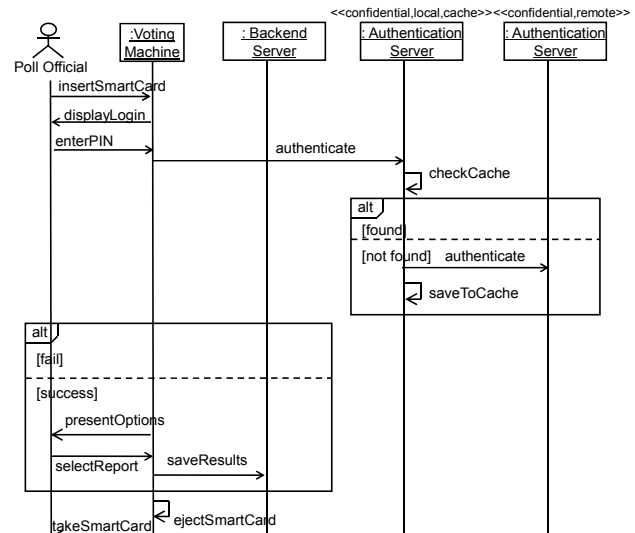 <<confidential,local,cache>><<confidential,remote>>
:Voting
Machine
: Backend
Server
: Authentication
Server
: Authentication
Server
Poll Official
insertSmartCard
displayLogin
enterPIN
authenticate
checkCache
alt
[found]
[not found] authenticate
saveToCache
alt
[fail]
[success]
presentOptions
selectReport
saveResults
ejectSmartCard
takeSmartCard